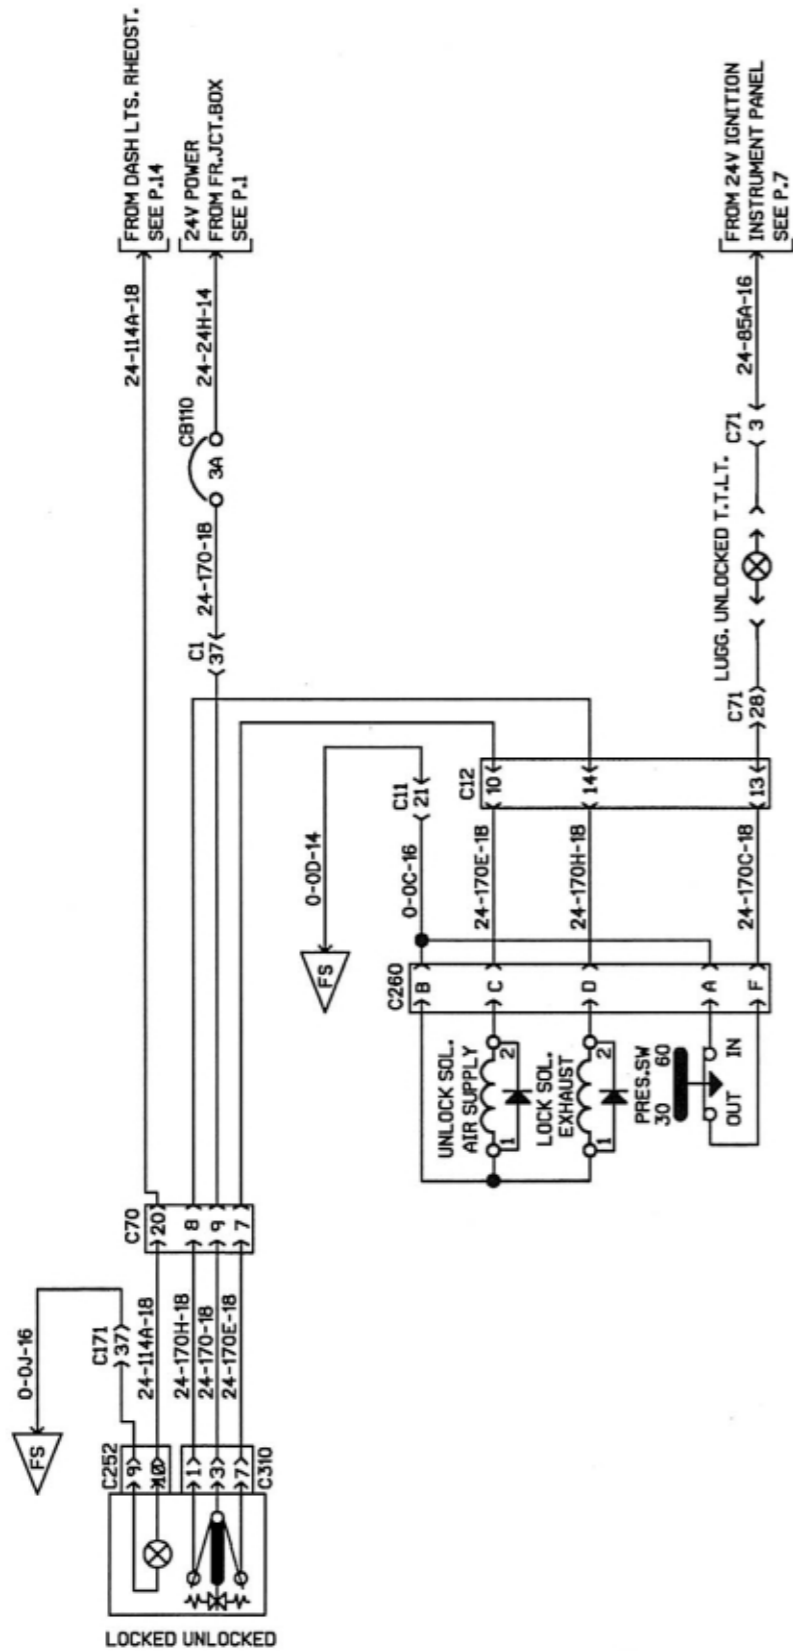 FROM DASH LTS. RHEOST.
SEE P.14
24V POWER
FROM FR.JCT.BOX
SEE P.1
FROM 24V IGNITION
INSTRUMENT PANEL
SEE P.7
24-114A-18
24-24H-14
24-85A-16
CB110
3A
C71
3
24-170-18
LUGG. UNLOCKED T.T.LT.
C1
37
C71
28
C11
21
C12
10
14
13
0-0D-14
FS
0-0C-16
24-170E-18
24-170H-18
24-170C-18
C260
B
C
D
A
F
UNLOCK SOL.
AIR SUPPLY
1
2
LOCK SOL.
EXHAUST
1
2
PRES.SW
30 60
OUT IN
C70
20
8
9
7
0-0J-16
FS
C171
37
24-114A-18
24-170H-18
24-170-18
24-170E-18
C252
9
10
1
3
7
C310
LOCKED UNLOCKED